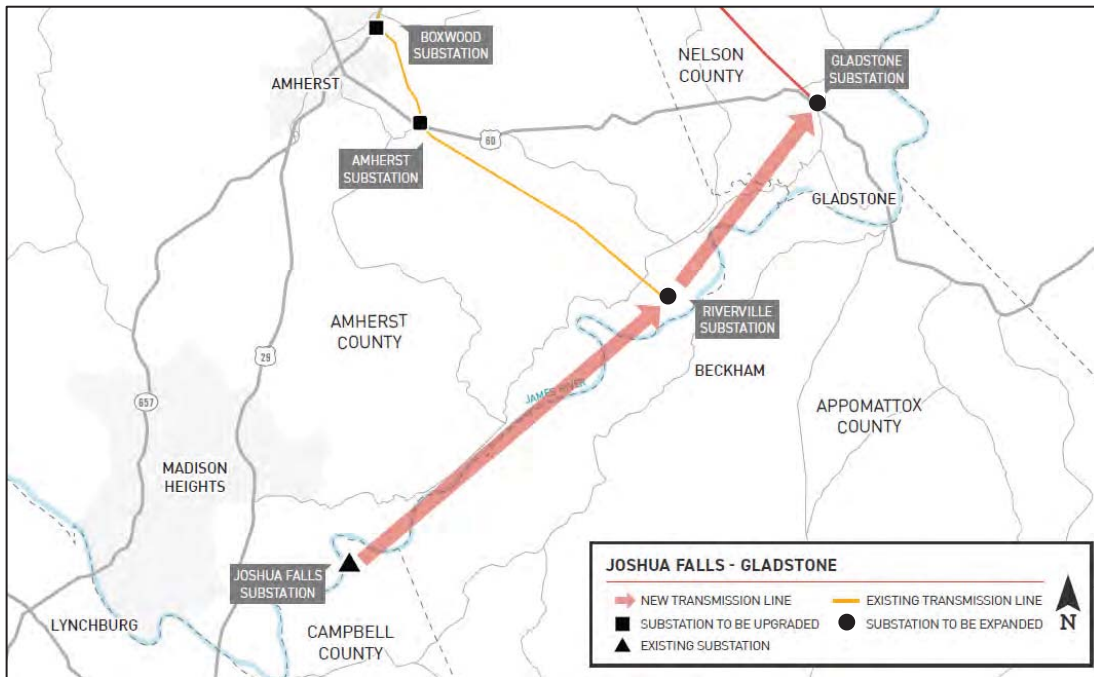 BOXWOOD
SUBSTATION
NELSON
COUNTY
GLADSTONE
SUBSTATION
AMHERST
AMHERST
SUBSTATION
60
GLADSTONE
RIVERVILLE
SUBSTATION
AMHERST
COUNTY
29
BECKHAM
JAMES RIVER
657
APPOMATTOX
COUNTY
MADISON
HEIGHTS
JOSHUA FALLS
SUBSTATION
LYNCHBURG
CAMPBELL
COUNTY
JOSHUA FALLS - GLADSTONE
NEW TRANSMISSION LINE
EXISTING TRANSMISSION LINE
SUBSTATION TO BE UPGRADED
SUBSTATION TO BE EXPANDED
EXISTING SUBSTATION
N